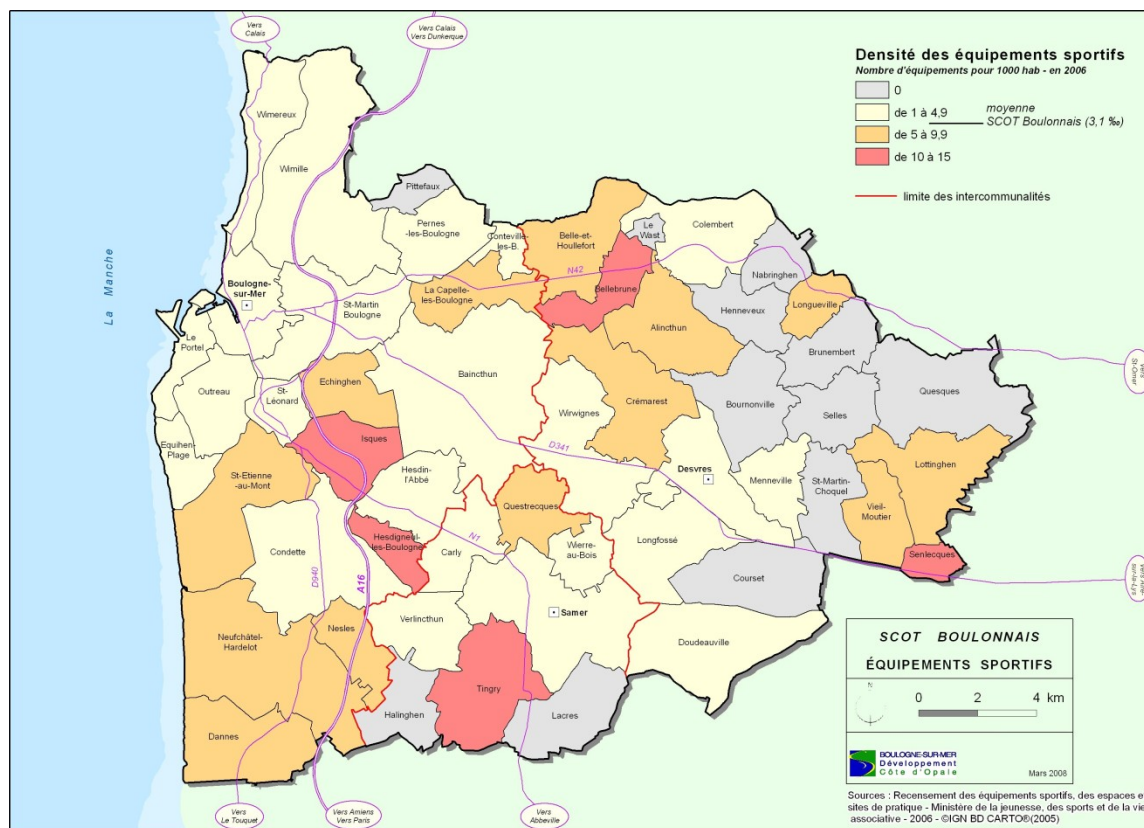 Vers
Calais
Vers Calais
Vers Dunkerque
Densité des équipements sportifs
Nombre d'équipements pour 1000 hab - en 2006
0
de 1 à 4,9
moyenne
SCOT Boulonnais (3,1 ‰)
de 5 à 9,9
de 10 à 15
limite des intercommunalités
La Manche
Wimereux
Wimille
Pittefaux
Pernes
-les-Boulogne
Conteville-
les-B.
Belle-et-
Houllefort
Le
Wast
Colembert
N42
Bellebrune
Nabringhen
Longueville
Henneveux
Boulogne-
sur-Mer
St-Martin
Boulogne
La Capelle-
les-Boulogne
Alincthun
Brunembert
Vers
St-Omer
Le
Portel
Baincthun
Echinghen
Outreau
St-
Léonard
Wirwignes
Crémarest
Bournonville
Selles
Quesques
Isques
D341
Equihen-
Plage
St-Etienne
-au-Mont
Hesdin-
l'Abbé
Desvres
Menneville
St-Martin-
Choquel
Lottinghen
Vieil-
Moutier
Questrecques
Condette
D940
A16
Hesdigneul-
les-Boulogne
N1
Carly
Wierre-
au-Bois
Longfossé
Senlecques
Courset
Samer
Verlincthun
Neufchâtel-
Hardelot
Nesles
Doudeauville
Tingry
Halinghen
Lacres
Dannes
Vers
Le Touquet
Vers Amiens
Vers Paris
Vers
Abbeville
SCOT BOULONNAIS
ÉQUIPEMENTS SPORTIFS
N
0 2 4 km
BOULOGNE-SUR-MER
Développement
Côte d'Opale
Mars 2008
Sources : Recensement des équipements sportifs, des espaces e
sites de pratique - Ministère de la jeunesse, des sports et de la vie
associative - 2006 - ©IGN BD CARTO®(2005)